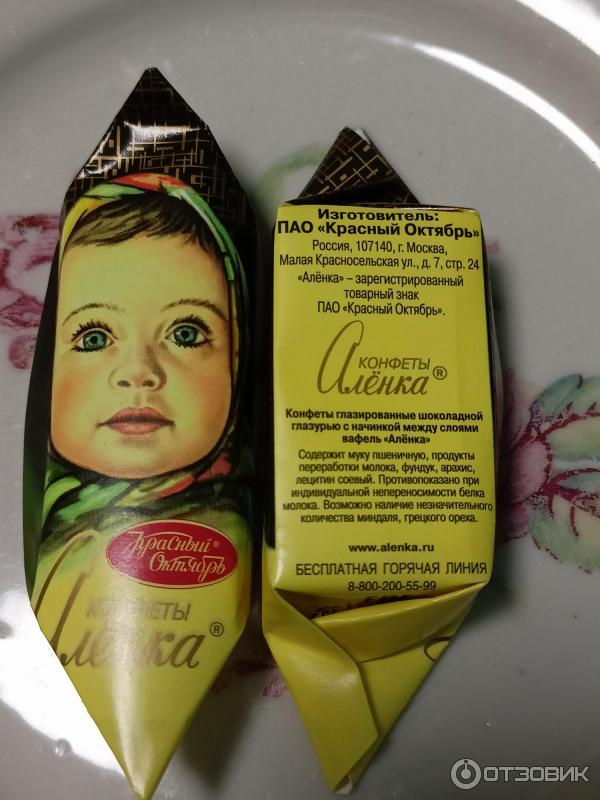 Красный
Октябрь
КОНФЕТЫ
Алёнка®
Изготовитель:
ПАО «Красный Октябрь»
Россия, 107140, г. Москва,
Малая Красносельская ул., д. 7, стр. 24
«Алёнка» – зарегистрированный
товарный знак
ПАО «Красный Октябрь».
КОНФЕТЫ
Алёнка®
Конфеты глазированные шоколадной
глазурью с начинкой между слоями
вафель «Алёнка»
Содержит муку пшеничную, продукты
переработки молока, фундук, арахис,
лецитин соевый. Противопоказано при
индивидуальной непереносимости белка
молока. Возможно наличие незначительного
количества миндаля, грецкого ореха.
www.alenka.ru
БЕСПЛАТНАЯ ГОРЯЧАЯ ЛИНИЯ
8-800-200-55-99
ОТЗОВИК